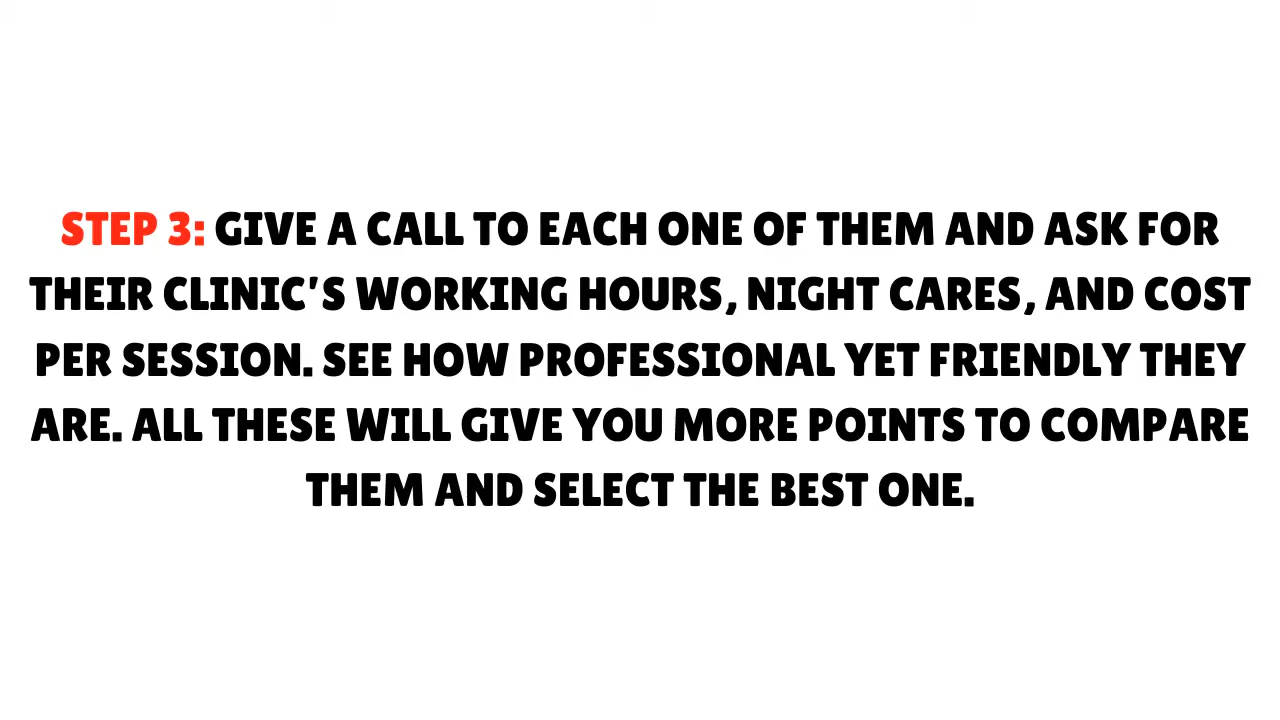 STEP 3: GIVE A CALL TO EACH ONE OF THEM AND ASK FOR
THEIR CLINIC'S WORKING HOURS, NIGHT CARES, AND COST
PER SESSION. SEE HOW PROFESSIONAL YET FRIENDLY THEY
ARE. ALL THESE WILL GIVE YOU MORE POINTS TO COMPARE
THEM AND SELECT THE BEST ONE.